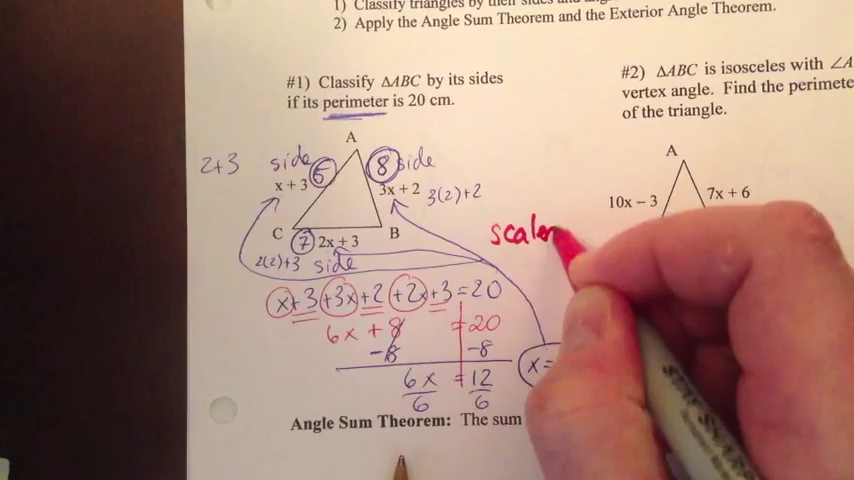 1) Classify triangles by their sides and
2) Apply the Angle Sum Theorem and the Exterior Angle Theorem.
#1) Classify ΔABC by its sides
if its perimeter is 20 cm.
#2) ΔABC is isosceles with ∠A
vertex angle. Find the perimete
of the triangle.
A
2+3
side
5
8
side
x + 3
3x + 2
3(2)+2
C
B
7
2x + 3
2(2)+3
side
A
10x − 3
7x + 6
scalen
x+3+3x+2+2x+3=20
6x + 8 = 20
-8 -8
6x = 12
6 6
x=
Angle Sum Theorem: The sum